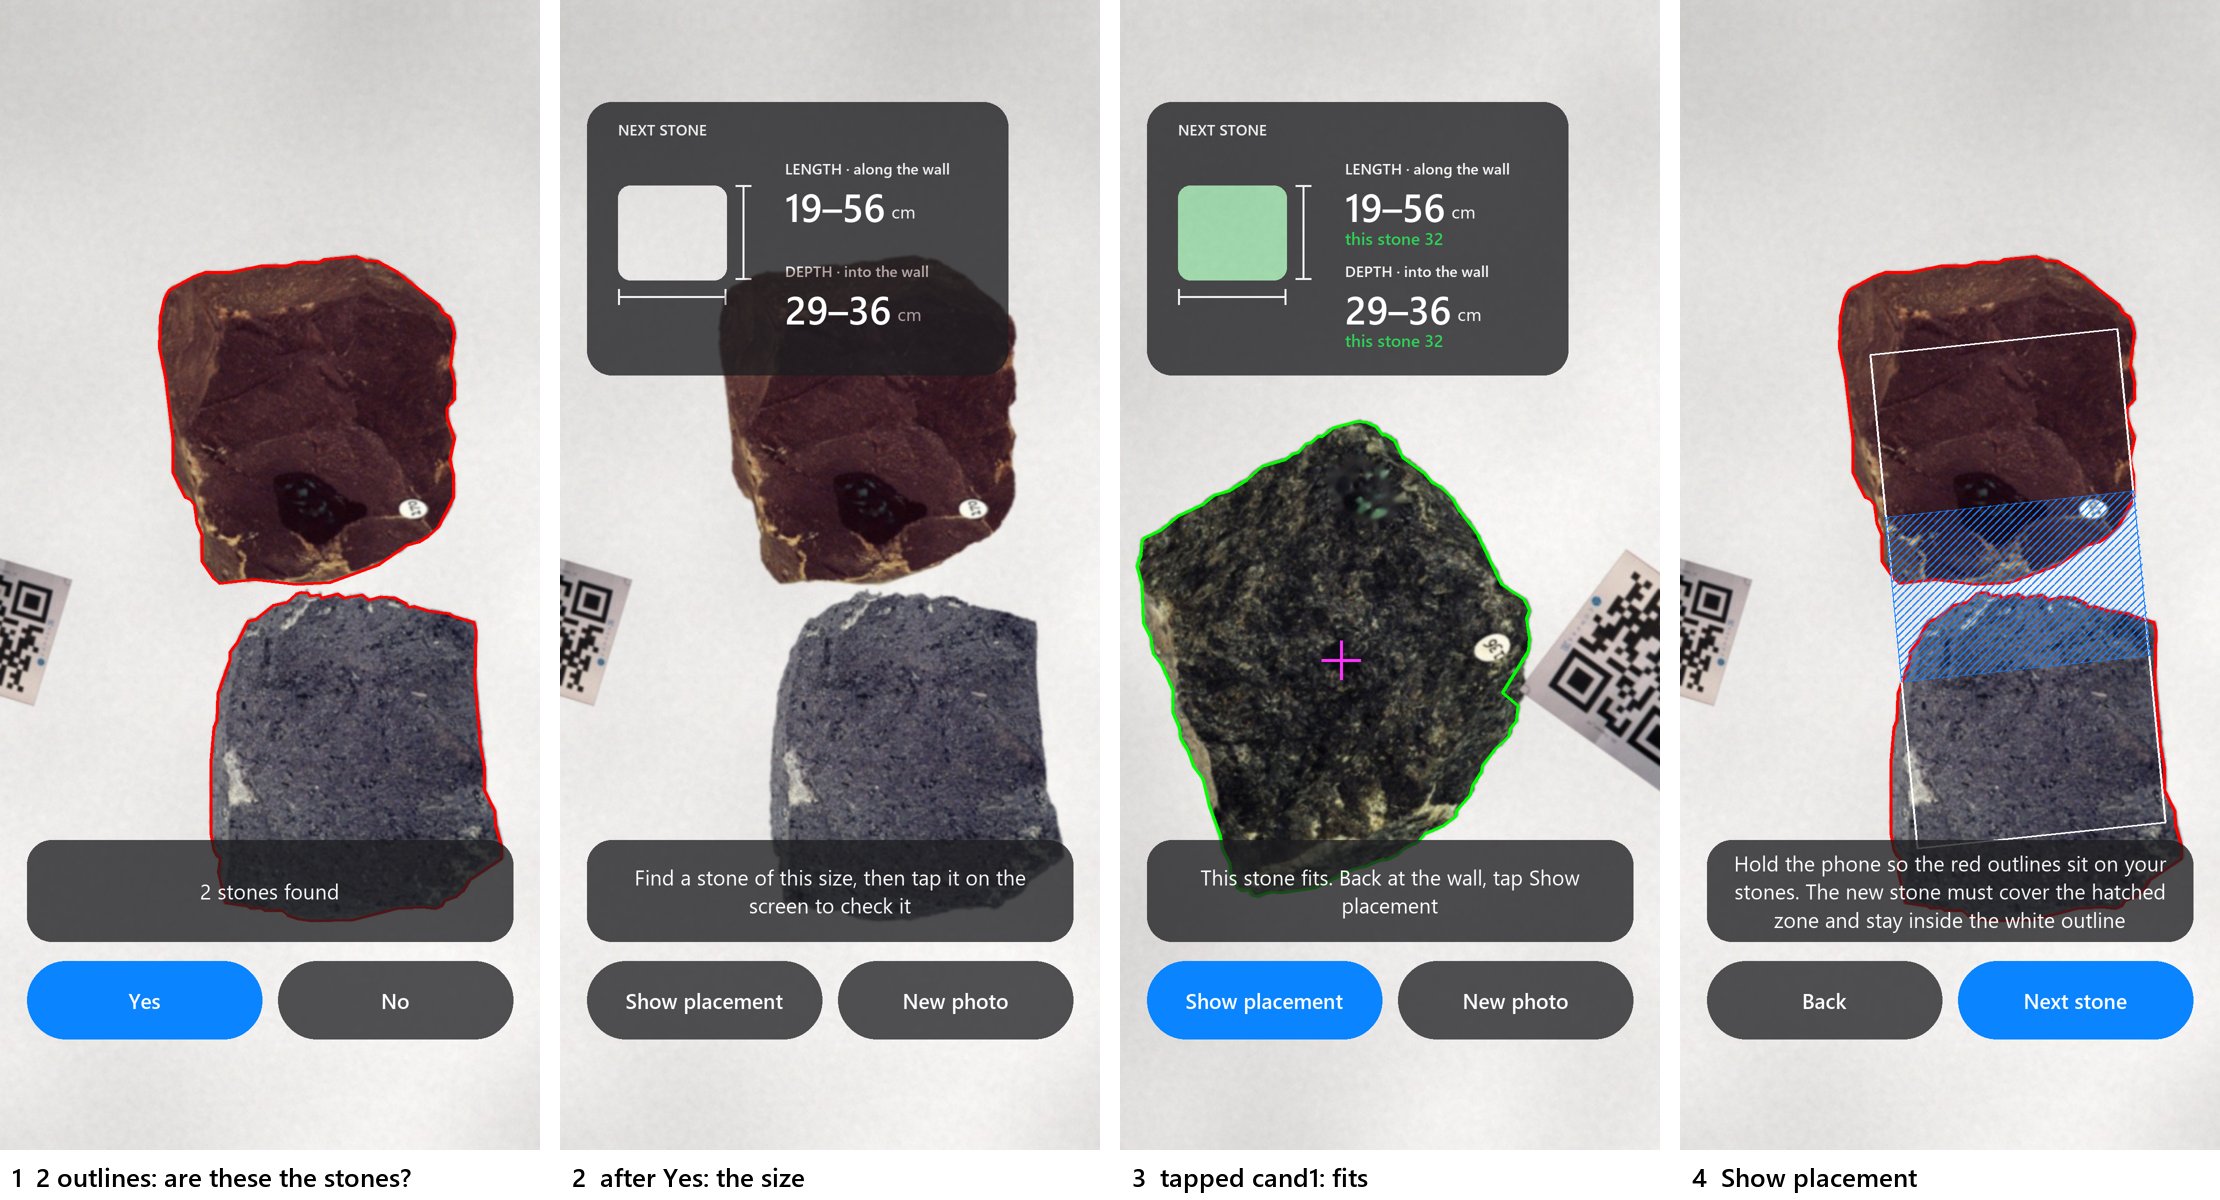 2 stones found
Yes
No
1 2 outlines: are these the stones?
NEXT STONE
LENGTH · along the wall
19–56 cm
DEPTH · into the wall
29–36 cm
Find a stone of this size, then tap it on the
screen to check it
Show placement
New photo
2 after Yes: the size
NEXT STONE
LENGTH · along the wall
19–56 cm
this stone 32
DEPTH · into the wall
29–36 cm
this stone 32
136
This stone fits. Back at the wall, tap Show
placement
Show placement
New photo
3 tapped cand1: fits
Hold the phone so the red outlines sit on your
stones. The new stone must cover the hatched
zone and stay inside the white outline
Back
Next stone
4 Show placement